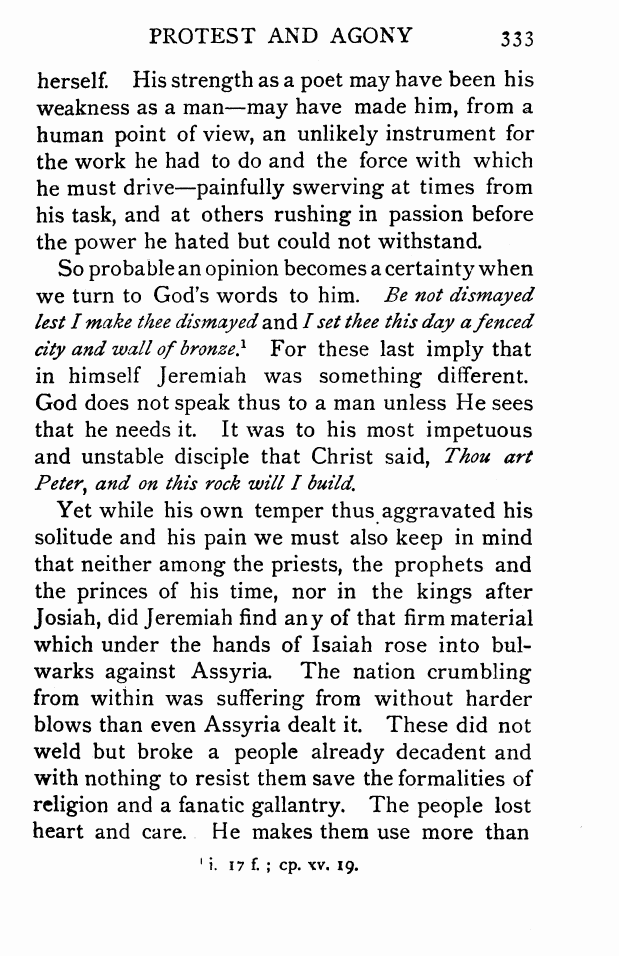 PROTEST AND AGONY 333
herself. His strength as a poet may have been his
weakness as a man—may have made him, from a
human point of view, an unlikely instrument for
the work he had to do and the force with which
he must drive—painfully swerving at times from
his task, and at others rushing in passion before
the power he hated but could not withstand.
So probable an opinion becomes a certainty when
we turn to God's words to him. Be not dismayed
lest I make thee dismayed and I set thee this day a fenced
city and wall of bronze.¹ For these last imply that
in himself Jeremiah was something different.
God does not speak thus to a man unless He sees
that he needs it. It was to his most impetuous
and unstable disciple that Christ said, Thou art
Peter, and on this rock will I build.
Yet while his own temper thus aggravated his
solitude and his pain we must also keep in mind
that neither among the priests, the prophets and
the princes of his time, nor in the kings after
Josiah, did Jeremiah find any of that firm material
which under the hands of Isaiah rose into bul-
warks against Assyria. The nation crumbling
from within was suffering from without harder
blows than even Assyria dealt it. These did not
weld but broke a people already decadent and
with nothing to resist them save the formalities of
religion and a fanatic gallantry. The people lost
heart and care. He makes them use more than
¹ i. 17 f. ; cp. xv. 19.